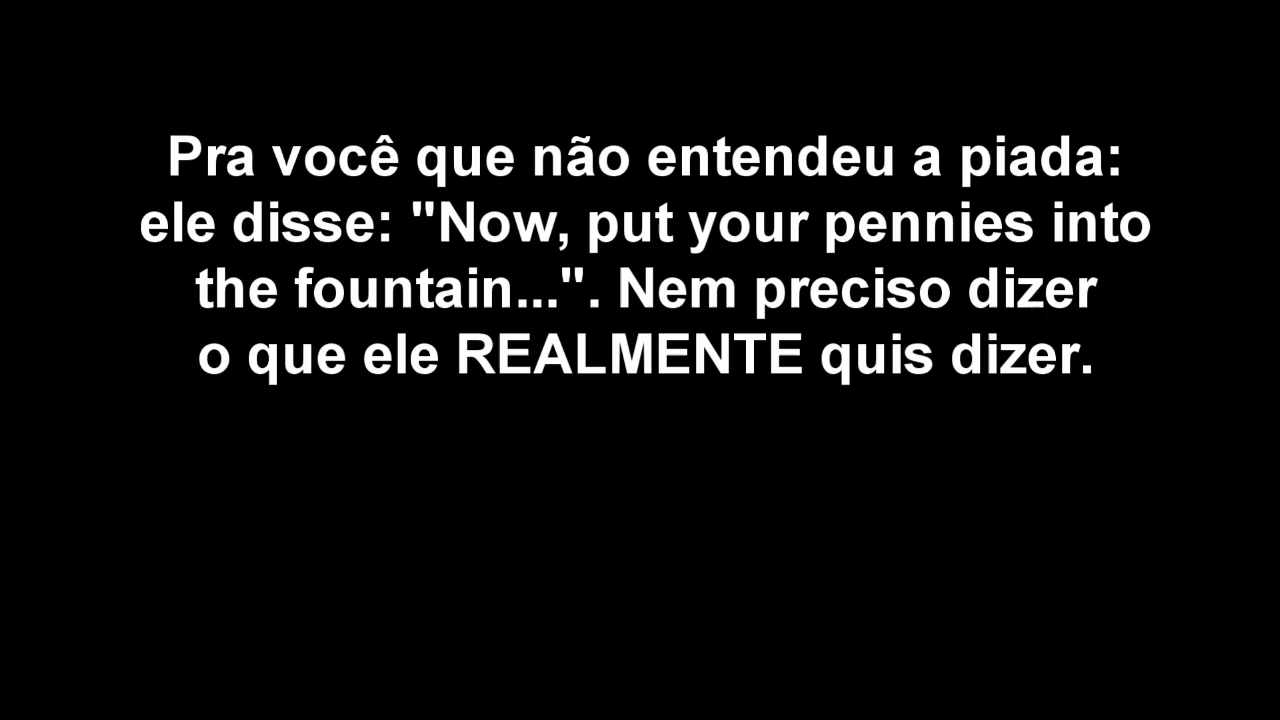 Pra você que não entendeu a piada:
ele disse: "Now, put your pennies into
the fountain...". Nem preciso dizer
o que ele REALMENTE quis dizer.